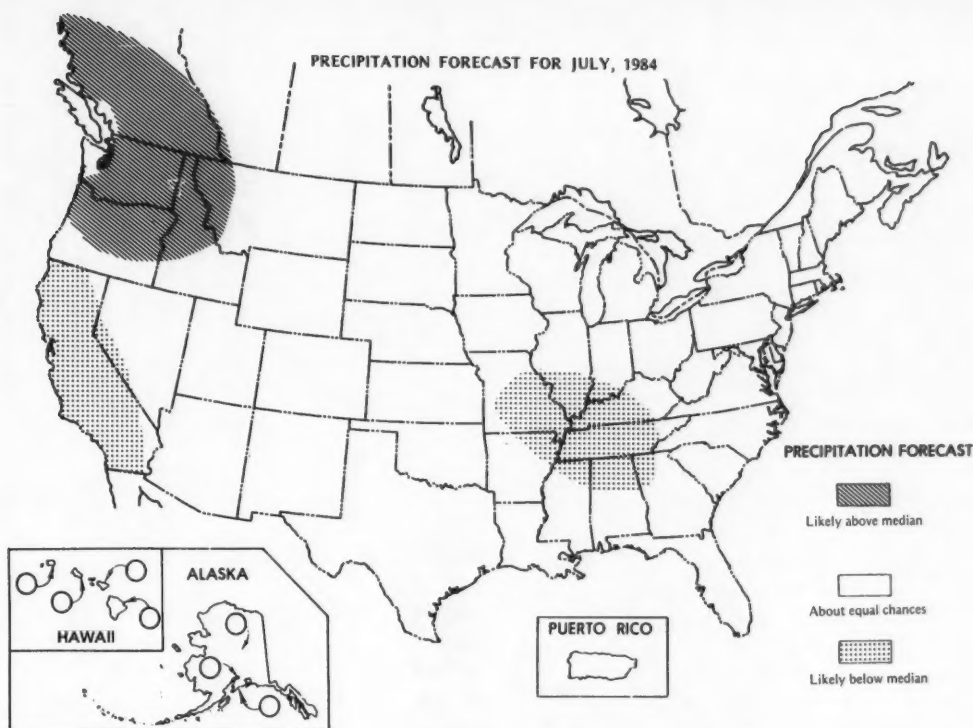 PRECIPITATION FORECAST FOR JULY, 1984
PRECIPITATION FORECAST
Likely above median
About equal chances
Likely below median
HAWAII
ALASKA
PUERTO RICO